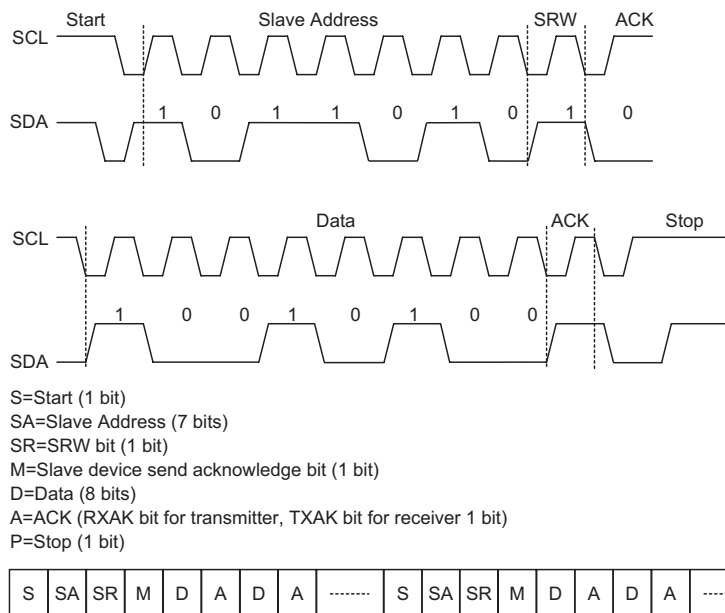 Start Slave Address SRW ACK
SCL
1 0 1 1 0 1 0 1 0
SDA
Data ACK Stop
SCL
1 0 0 1 0 1 0 0
SDA
S=Start (1 bit)
SA=Slave Address (7 bits)
SR=SRW bit (1 bit)
M=Slave device send acknowledge bit (1 bit)
D=Data (8 bits)
A=ACK (RXAK bit for transmitter, TXAK bit for receiver 1 bit)
P=Stop (1 bit)
S SA SR M D A D A ........ S SA SR M D A D A ....